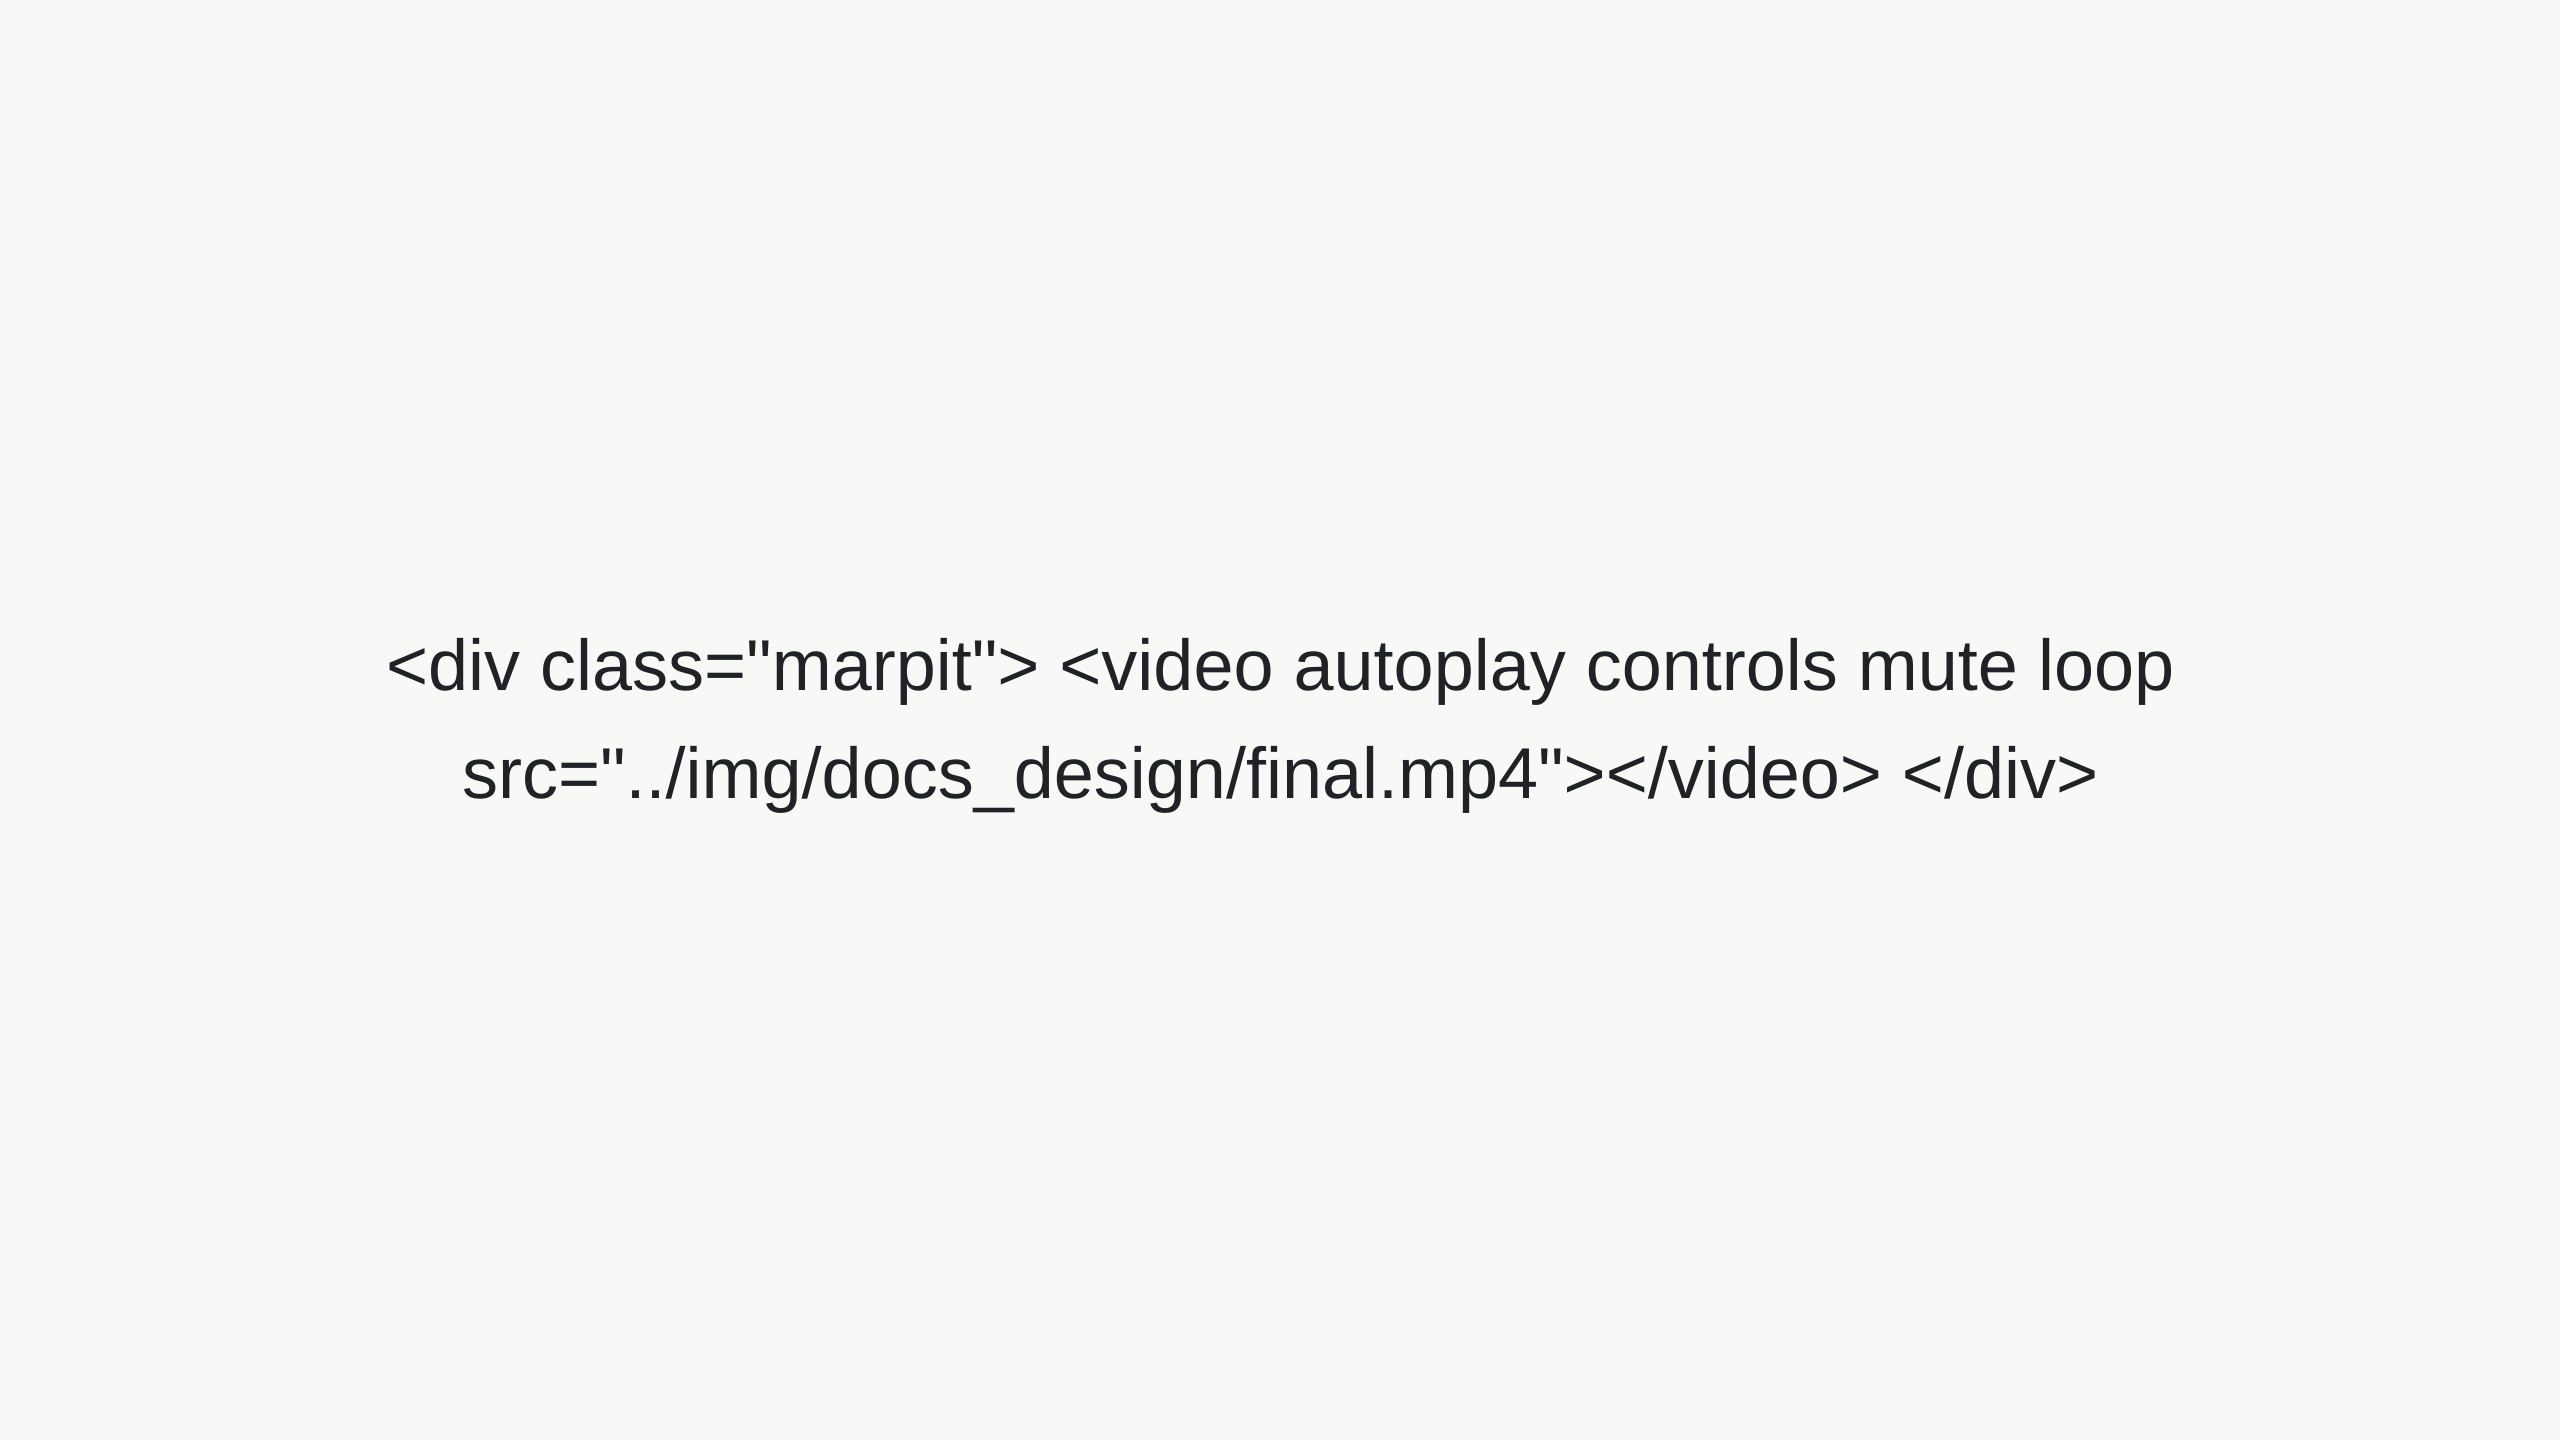 <div class="marpit"> <video autoplay controls mute loop
src="../img/docs_design/final.mp4"></video> </div>